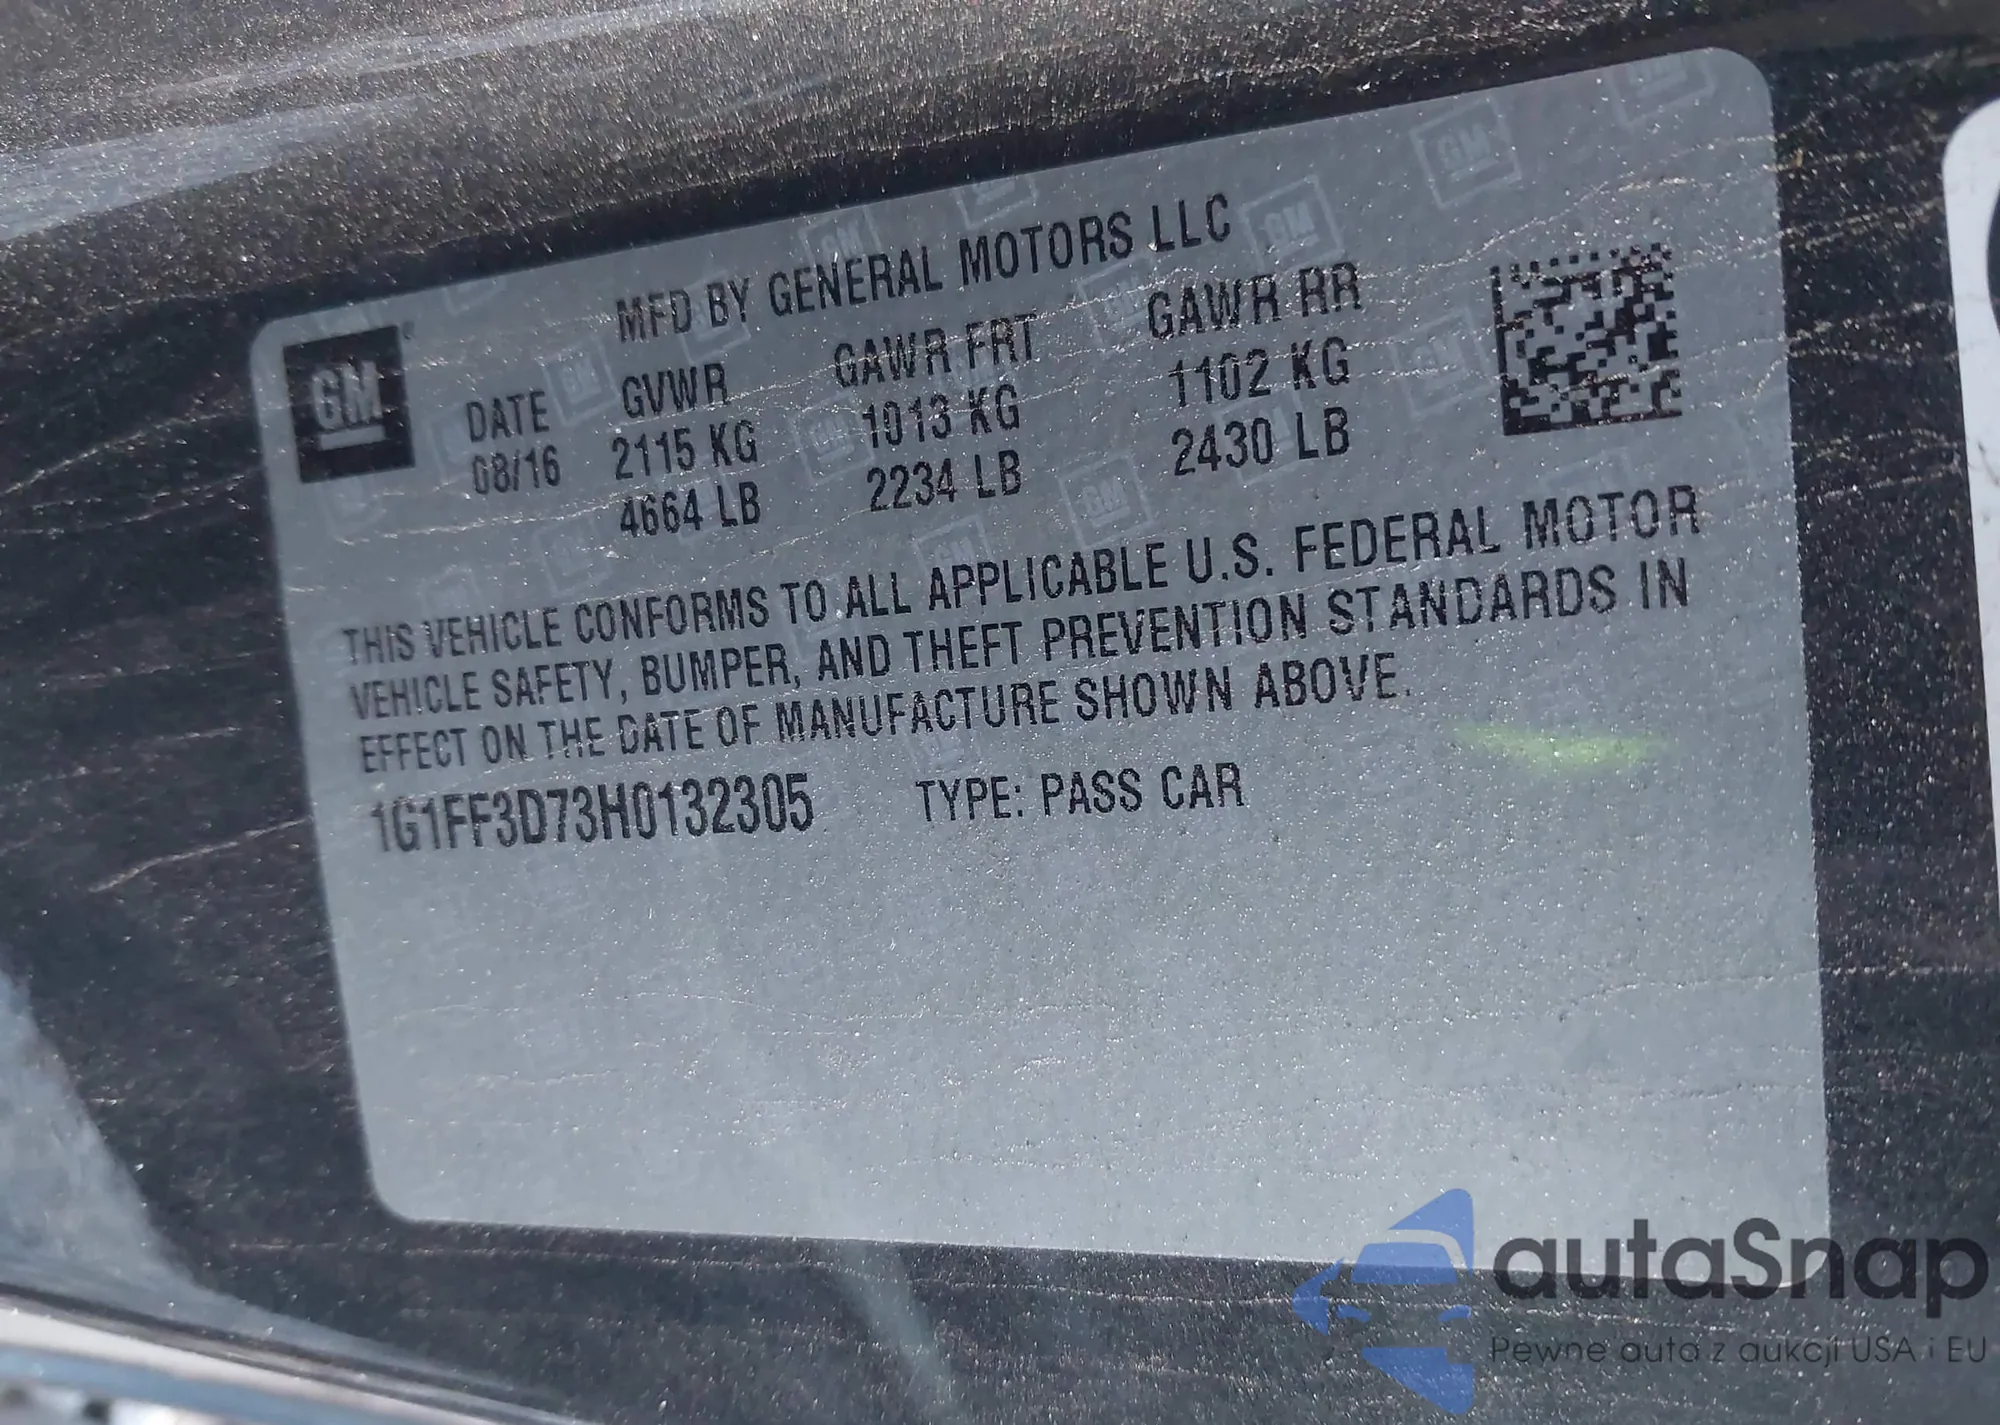 MFD BY GENERAL MOTORS LLC
GM
DATE GVWR GAWR FRT GAWR RR
08/16 2115 KG 1013 KG 1102 KG
4664 LB 2234 LB 2430 LB
THIS VEHICLE CONFORMS TO ALL APPLICABLE U.S. FEDERAL MOTOR
VEHICLE SAFETY, BUMPER, AND THEFT PREVENTION STANDARDS IN
EFFECT ON THE DATE OF MANUFACTURE SHOWN ABOVE.
1G1FF3D73H0132305 TYPE: PASS CAR
autaSnap
Pewne auta z aukcji USA i EU